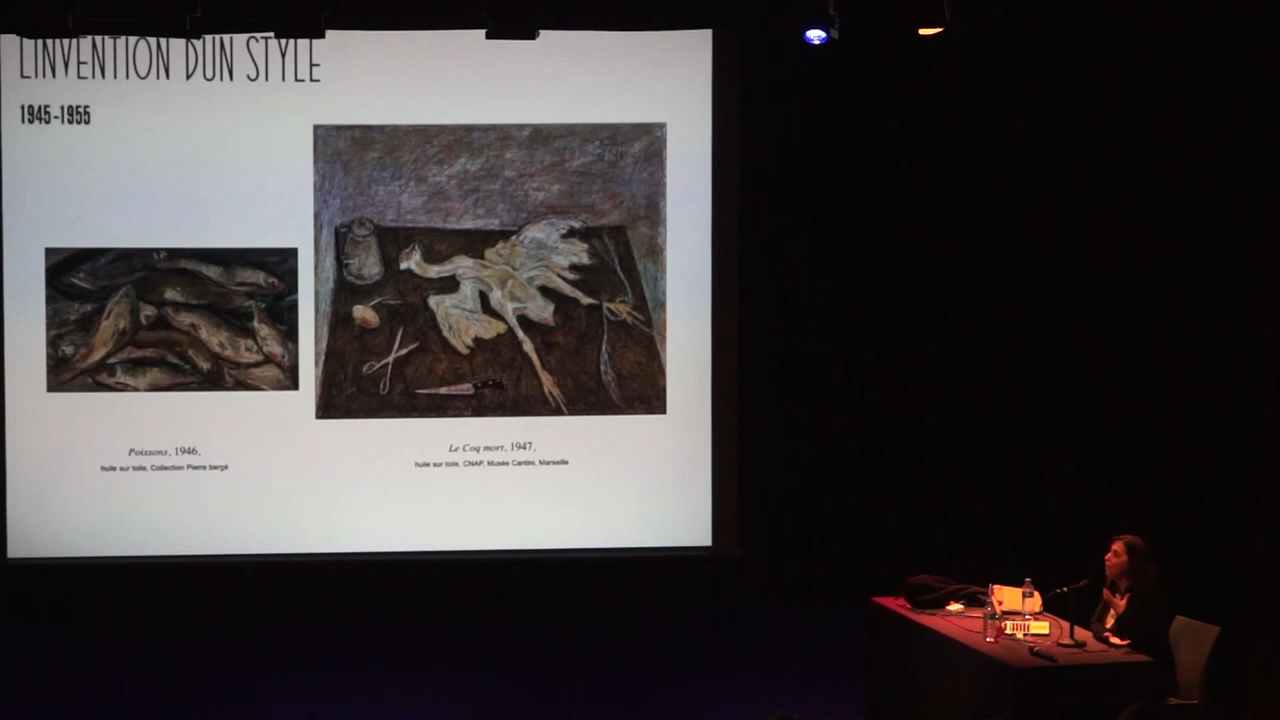 L'INVENTION D'UN STYLE
1945-1955
Poissons, 1946,
huile sur toile, Collection Pierre bergé
Le Coq mort, 1947,
huile sur toile, CNAP, Musée Cantini, Marseille